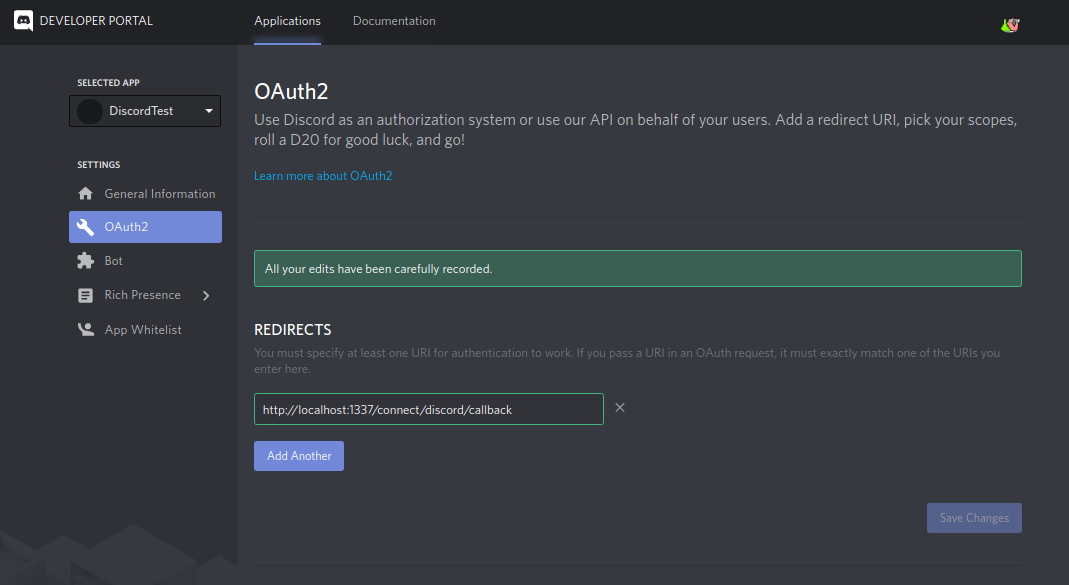 DEVELOPER PORTAL
Applications
Documentation
SELECTED APP
DiscordTest
SETTINGS
General Information
OAuth2
Bot
Rich Presence
App Whitelist
OAuth2
Use Discord as an authorization system or use our API on behalf of your users. Add a redirect URI, pick your scopes,
roll a D20 for good luck, and go!
Learn more about OAuth2
All your edits have been carefully recorded.
REDIRECTS
You must specify at least one URI for authentication to work. If you pass a URI in an OAuth request, it must exactly match one of the URIs you
enter here.
http://localhost:1337/connect/discord/callback
Add Another
Save Changes